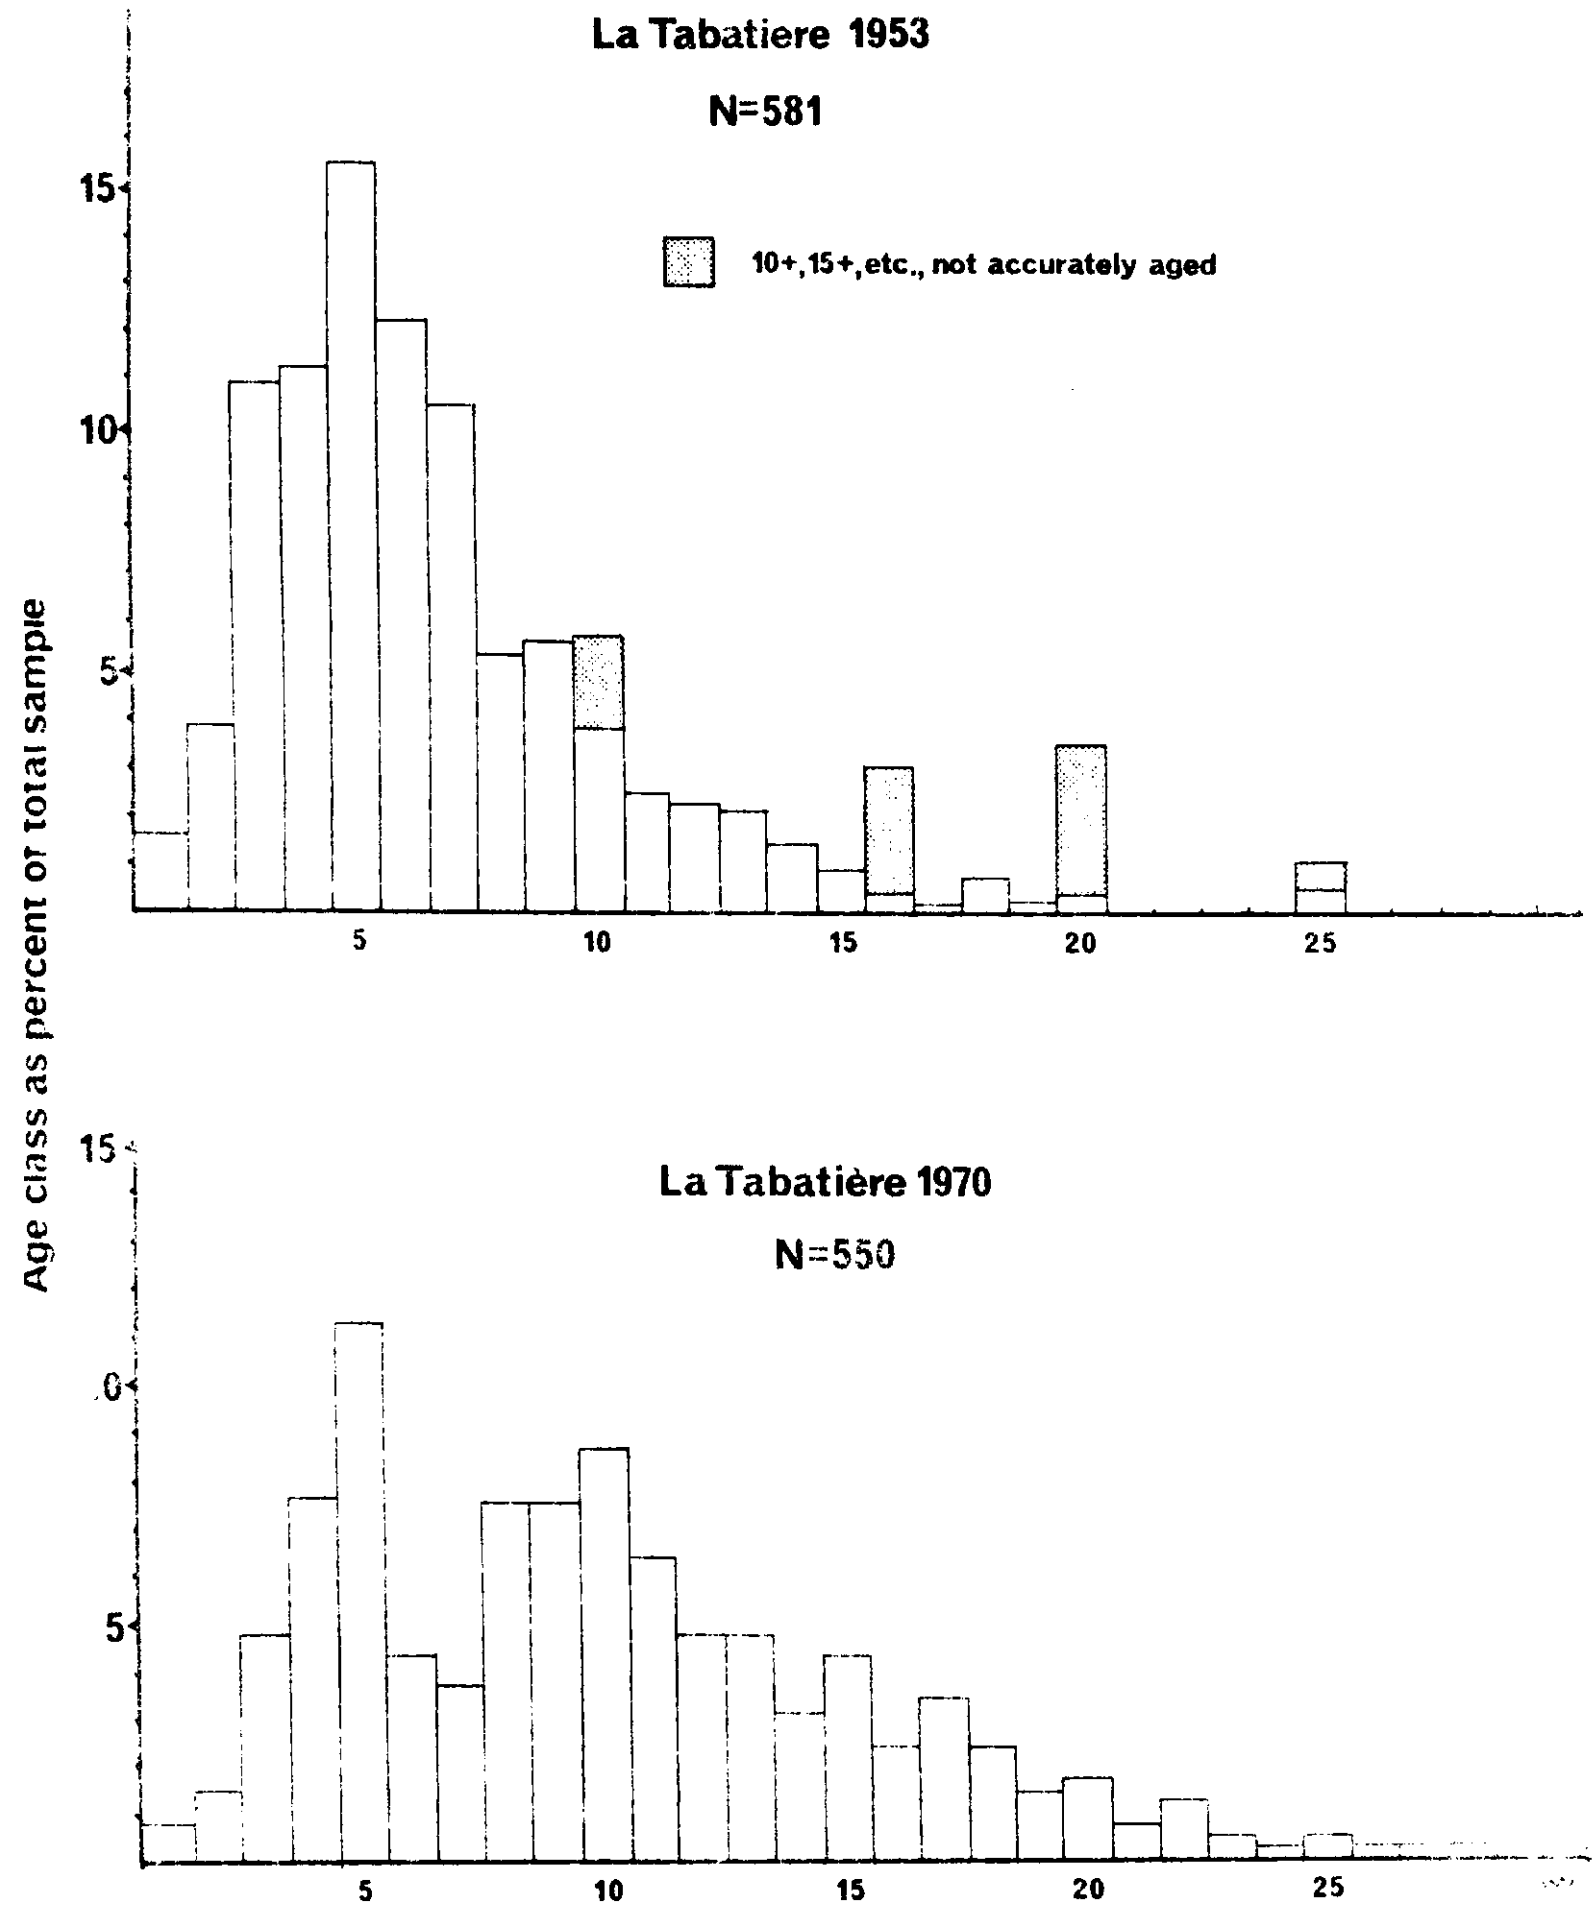 La Tabatiere 1953
N=581
15
10+,15+,etc., not accurately aged
10
5
5 10 15 20 25
Age class as percent of total sample
15
La Tabatière 1970
N=550
0
5
5 10 15 20 25